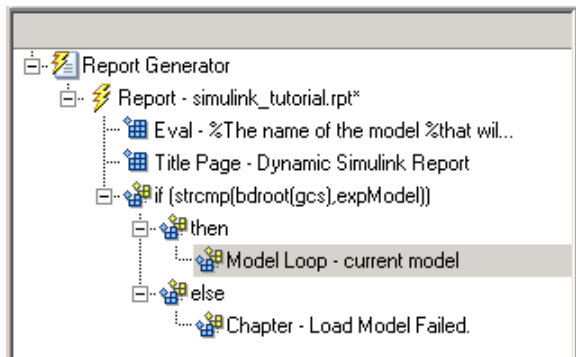 Report Generator
Report - simulink_tutorial.rpt*
Eval - %The name of the model %that wil...
Title Page - Dynamic Simulink Report
if (strcmp(bdroot(gcs),expModel))
then
Model Loop - current model
else
Chapter - Load Model Failed.